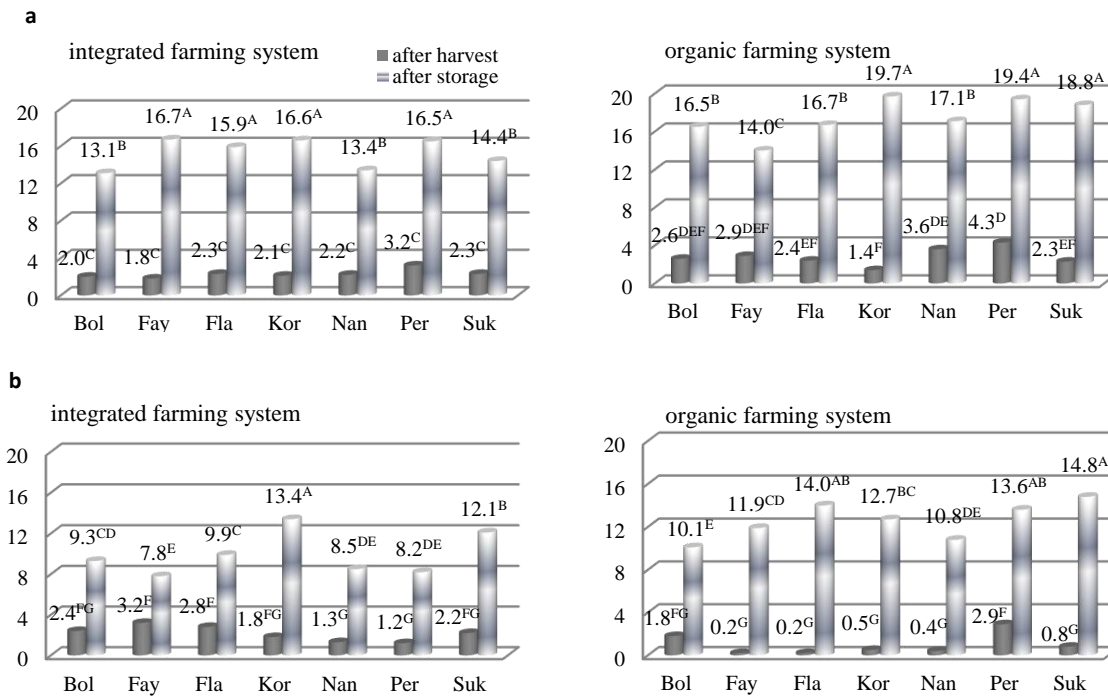 a
integrated farming system
after harvest
after storage
20
16
12
8
4
0
13.1B
16.7A
15.9A
16.6A
13.4B
16.5A
14.4B
2.0C
1.8C
2.3C
2.1C
2.2C
3.2C
2.3C
Bol Fay Fla Kor Nan Per Suk
organic farming system
20
16
12
8
4
0
16.5B
14.0C
16.7B
19.7A
17.1B
19.4A
18.8A
2.6DEF
2.9DEF
2.4EF
1.4F
3.6DE
4.3D
2.3EF
Bol Fay Fla Kor Nan Per Suk
b
integrated farming system
20
16
12
8
4
0
9.3CD
7.8E
9.9C
13.4A
8.5DE
8.2DE
12.1B
2.4FG
3.2F
2.8F
1.8FG
1.3G
1.2G
2.2FG
Bol Fay Fla Kor Nan Per Suk
organic farming system
20
16
12
8
4
0
10.1E
11.9CD
14.0AB
12.7BC
10.8DE
13.6AB
14.8A
1.8FG
0.2G
0.2G
0.5G
0.4G
2.9F
0.8G
Bol Fay Fla Kor Nan Per Suk